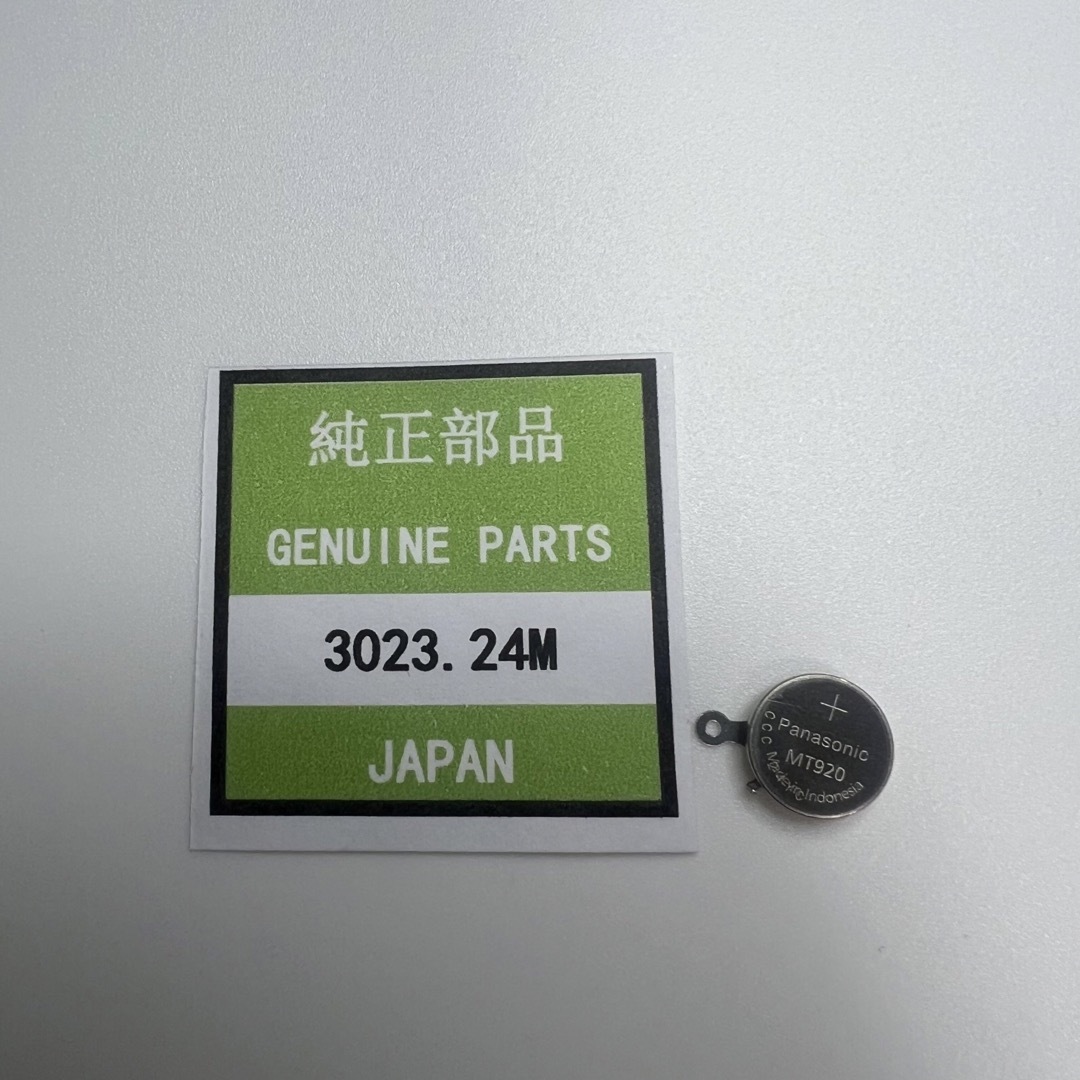 純正部品
GENUINE PARTS
3023.24M
JAPAN
+
Panasonic
MT920
Indonesia